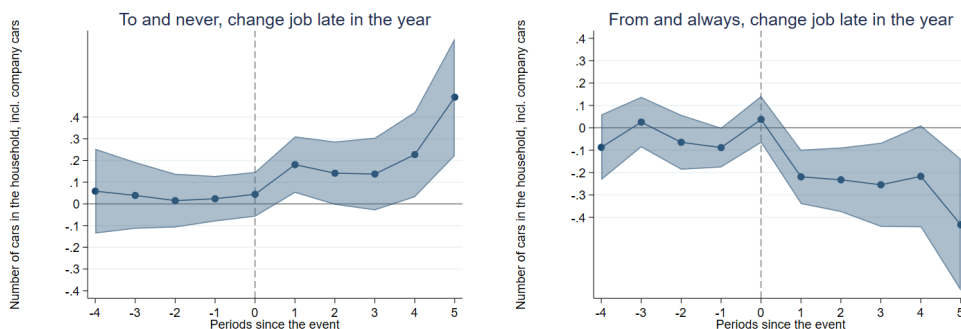 To and never, change job late in the year
Number of cars in the household, incl. company cars
.4
.3
.2
.1
0
-.1
-.2
-.3
-.4
-4 -3 -2 -1 0 1 2 3 4 5
Periods since the event
From and always, change job late in the year
Number of cars in the household, incl. company cars
.4
.3
.2
.1
0
-.1
-.2
-.3
-.4
-4 -3 -2 -1 0 1 2 3 4 5
Periods since the event